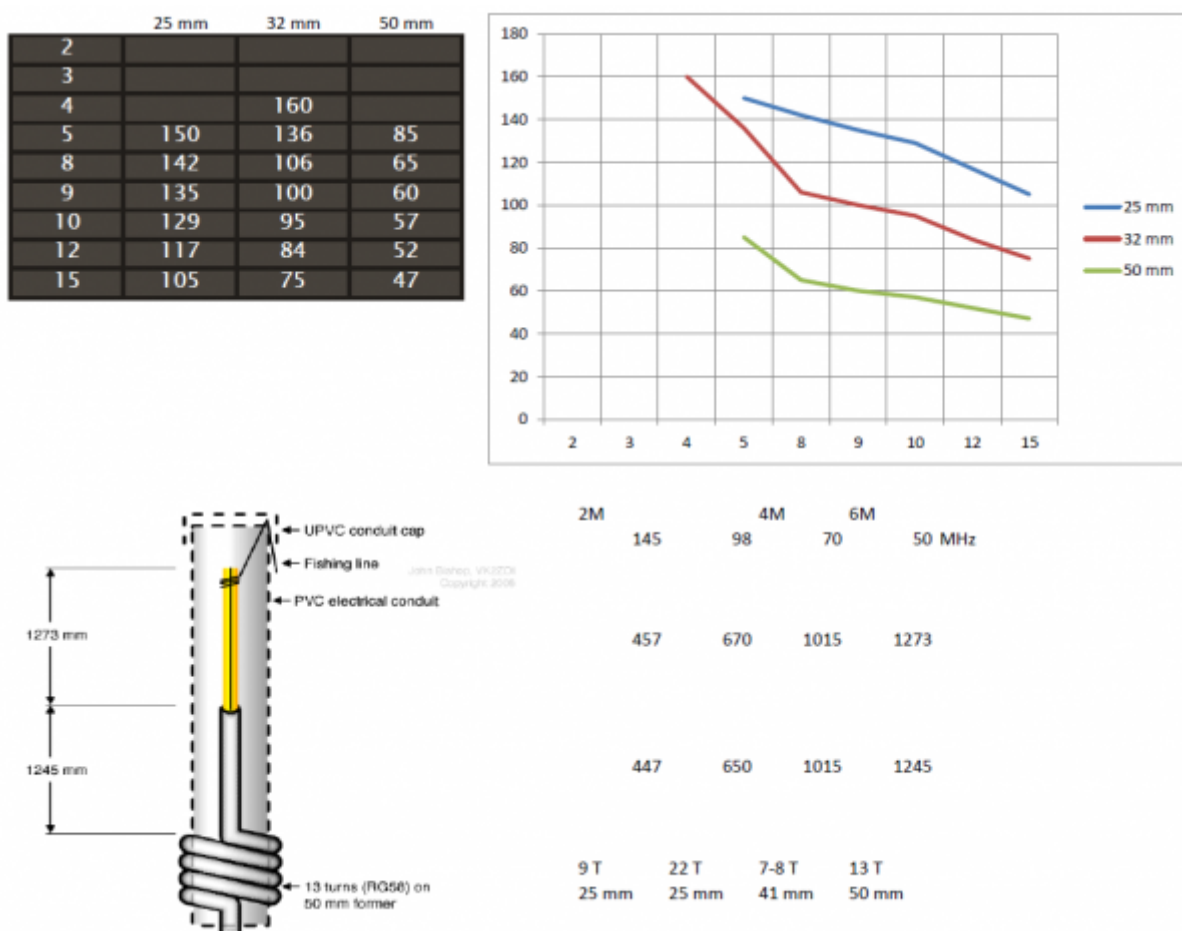 25 mm 32 mm 50 mm
2
3
4 160
5 150 136 85
8 142 106 65
9 135 100 60
10 129 95 57
12 117 84 52
15 105 75 47
180
160
140
120
100
80
60
40
20
0
2 3 4 5 8 9 10 12 15
25 mm
32 mm
50 mm
UPVC conduit cap
Fishing line
John Bishop, VK2ZOI
Copyright 2006
PVC electrical conduit
1273 mm
1245 mm
13 turns (RG58) on
50 mm former
2M 4M 6M
145 98 70 50 MHz
457 670 1015 1273
447 650 1015 1245
9 T 22 T 7-8 T 13 T
25 mm 25 mm 41 mm 50 mm